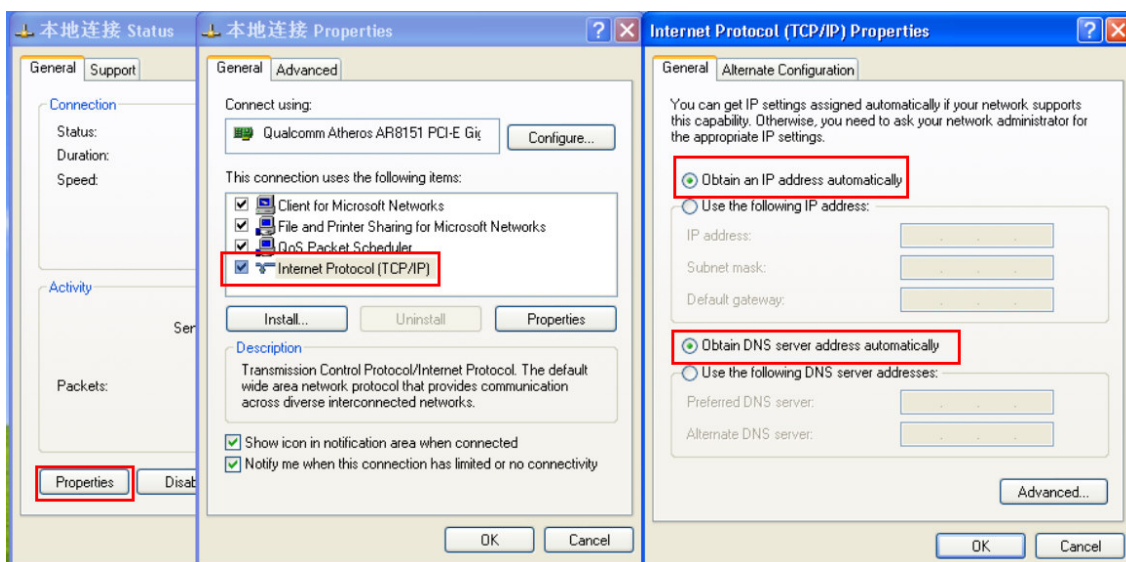 本地连接 Status
General
Support
Connection
Status:
Duration:
Speed:
Activity
Packets:
Properties
本地连接 Properties
General
Advanced
Connect using:
Qualcomm Atheros AR8151 PCI-E
Configure...
This connection uses the following items:
Client for Microsoft Networks
File and Printer Sharing for Microsoft Networks
QoS Packet Scheduler
Internet Protocol (TCP/IP)
Install...
Uninstall
Properties
Description
Transmission Control Protocol/Internet Protocol. The default
wide area network protocol that provides communication
across diverse interconnected networks.
Show icon in notification area when connected
Notify me when this connection has limited or no connectivity
OK
Cancel
Internet Protocol (TCP/IP) Properties
General
Alternate Configuration
You can get IP settings assigned automatically if your network supports
this capability. Otherwise, you need to ask your network administrator for
the appropriate IP settings.
Obtain an IP address automatically
Use the following IP address:
IP address:
Subnet mask:
Default gateway:
Obtain DNS server address automatically
Use the following DNS server addresses:
Preferred DNS server:
Alternate DNS server:
Advanced...
OK
Cancel